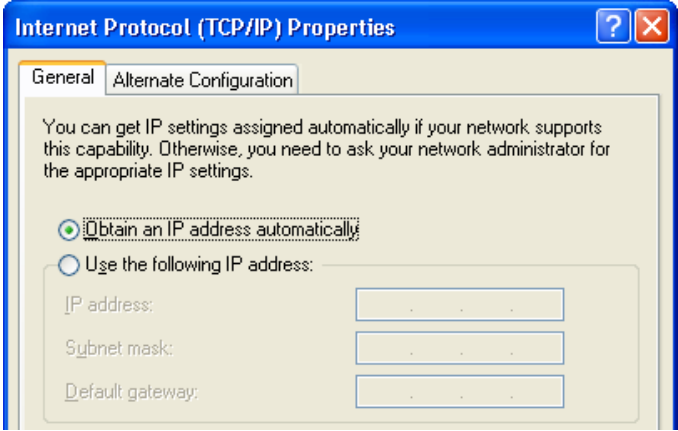 Internet Protocol (TCP/IP) Properties
General
Alternate Configuration
You can get IP settings assigned automatically if your network supports
this capability. Otherwise, you need to ask your network administrator for
the appropriate IP settings.
Obtain an IP address automatically
Use the following IP address:
IP address:
Subnet mask:
Default gateway: